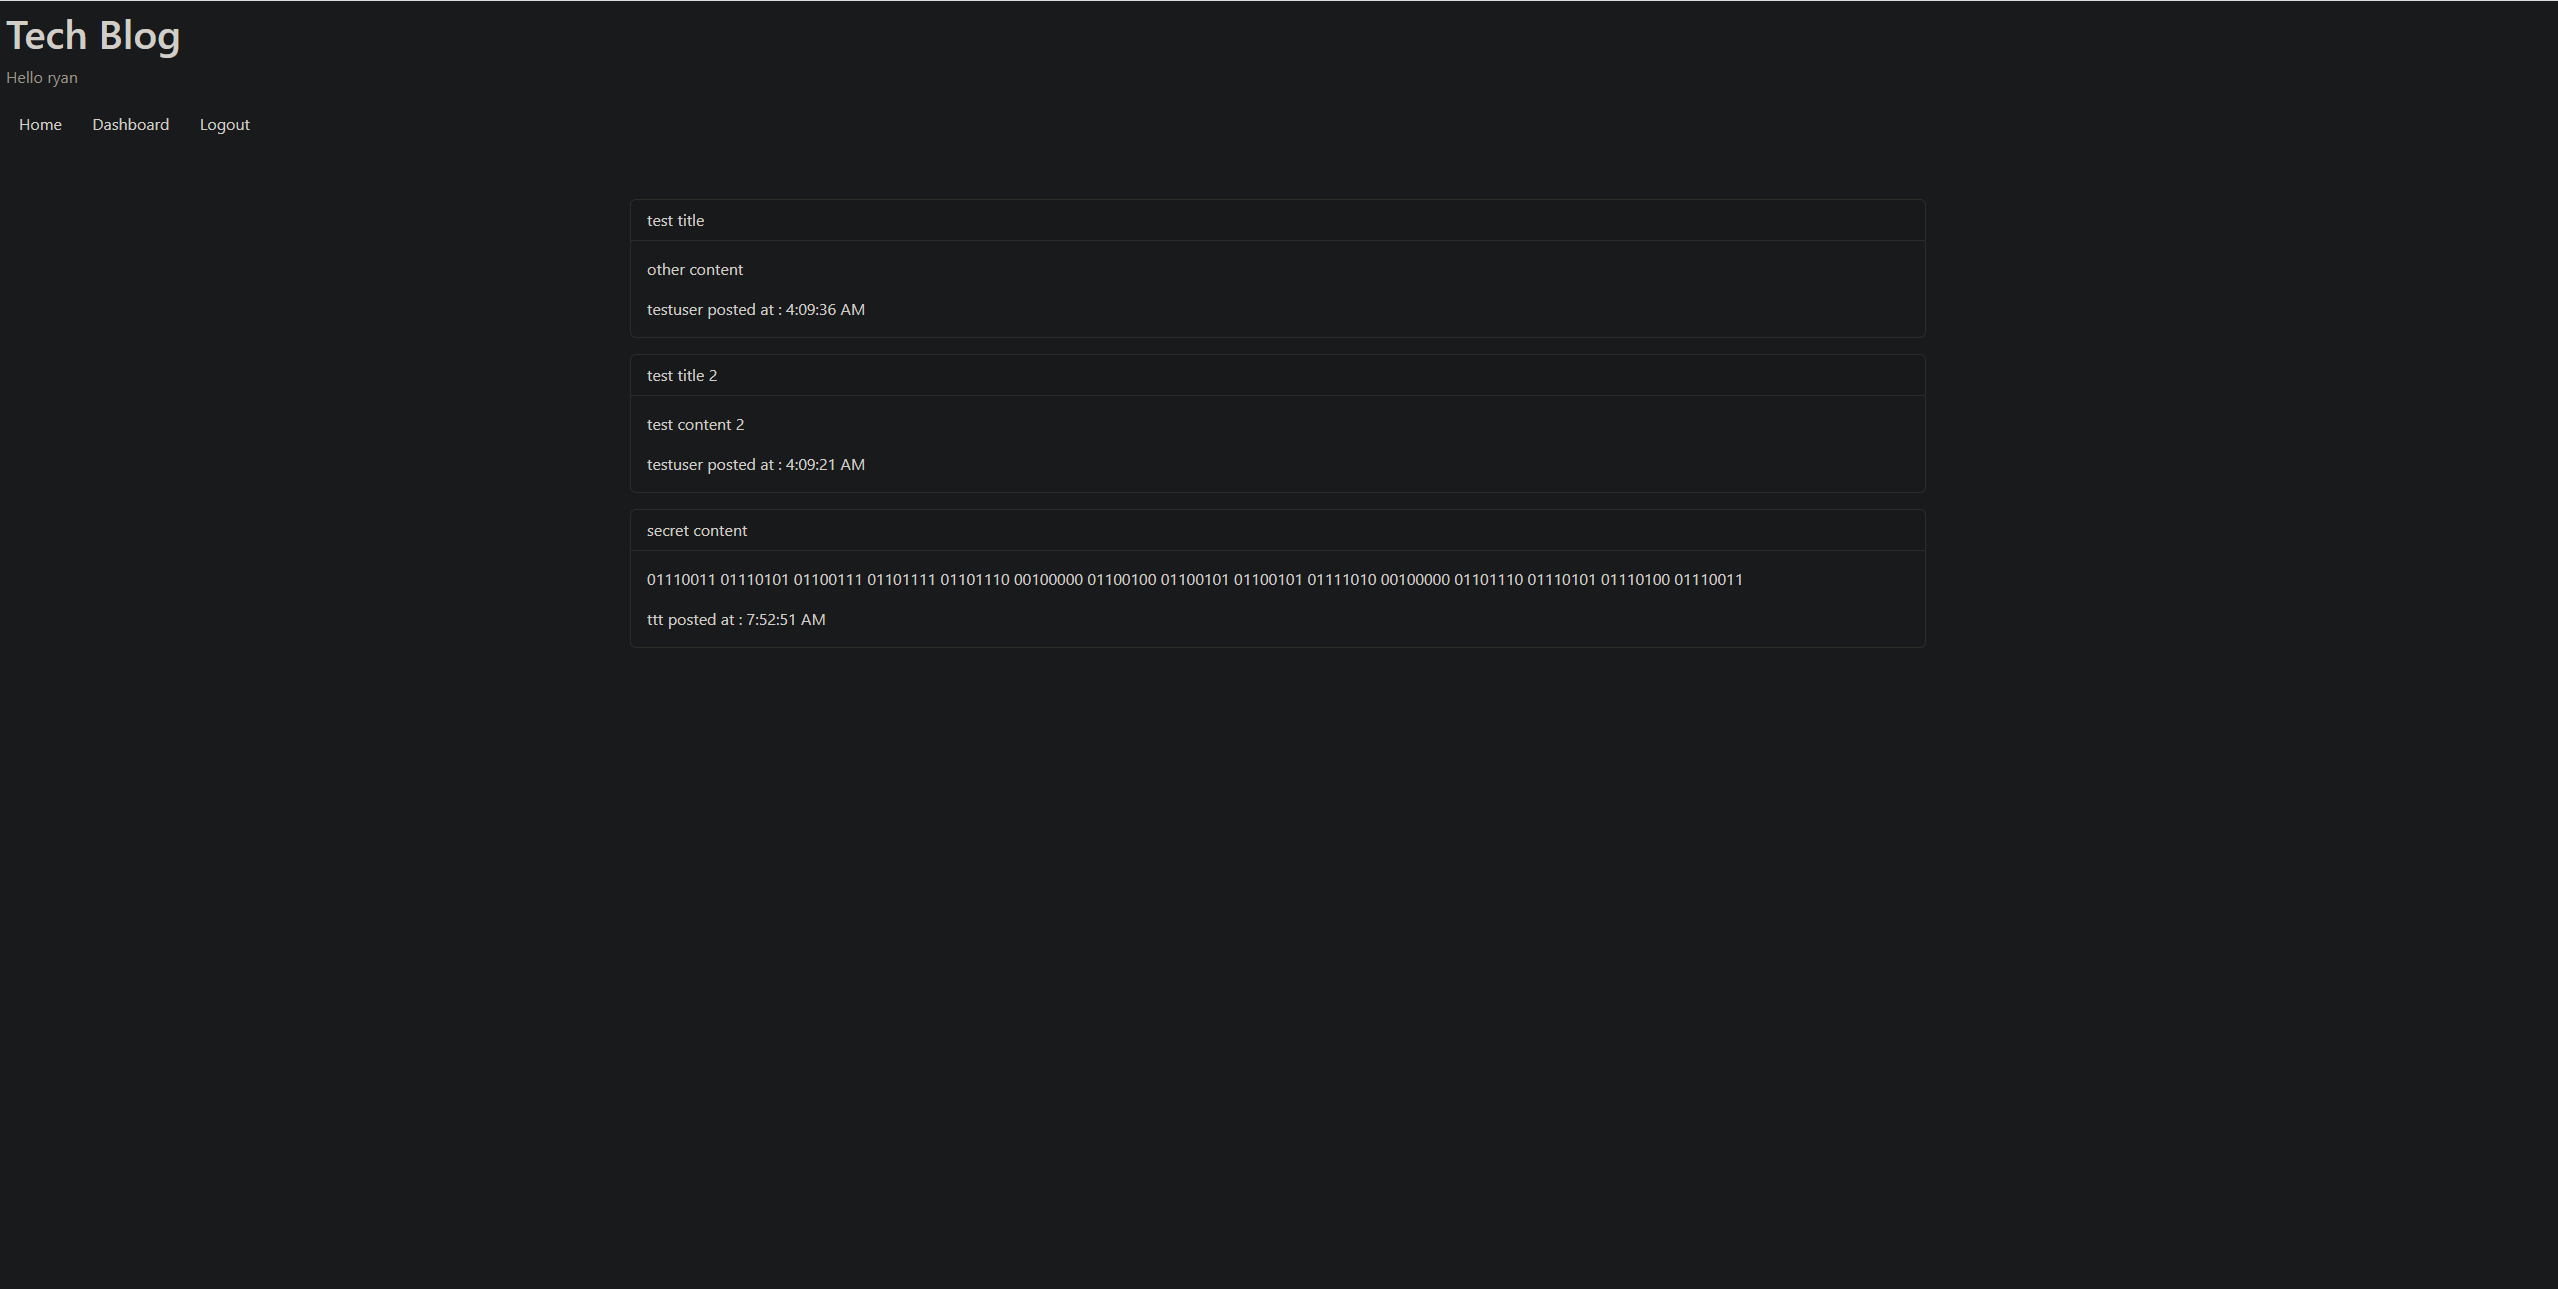 Tech Blog
Hello ryan
Home Dashboard Logout
test title
other content
testuser posted at : 4:09:36 AM
test title 2
test content 2
testuser posted at : 4:09:21 AM
secret content
01110011 01110101 01100111 01101111 01101110 00100000 01100100 01100101 01100101 01111010 00100000 01101110 01110101 01110100 01110011
ttt posted at : 7:52:51 AM